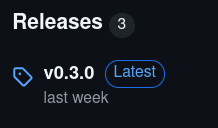 Releases 3
v0.3.0 Latest
last week